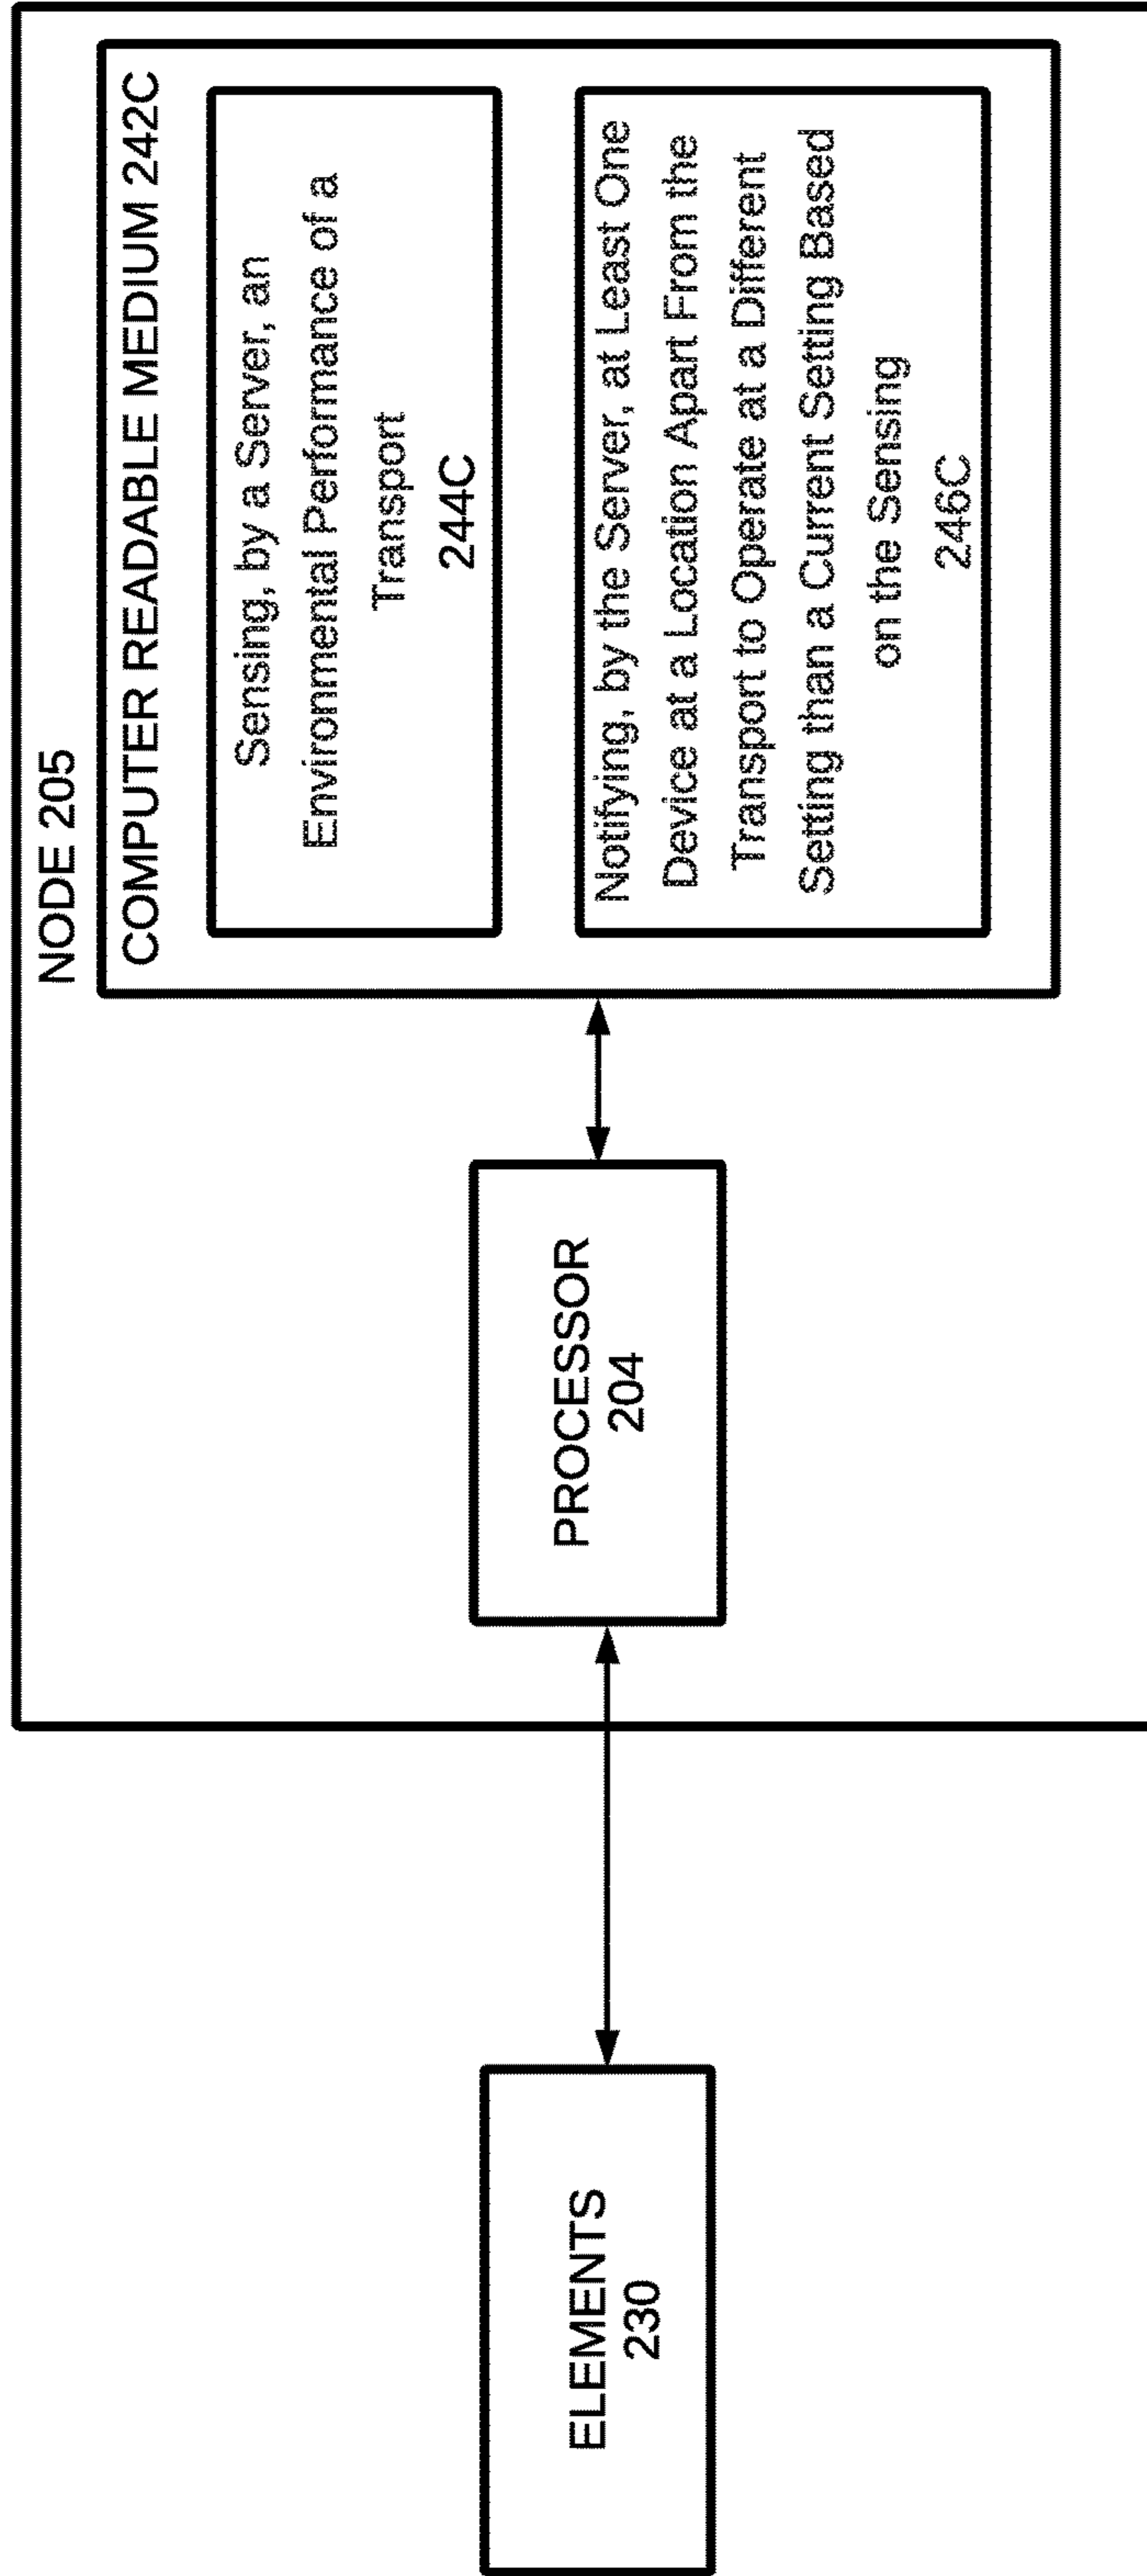 NODE 205
COMPUTER READABLE MEDIUM 242C
Sensing, by a Server, an
Environmental Performance of a
Transport
244C
Notifying, by the Server, at Least One
Device at a Location Apart From the
Transport to Operate at a Different
Setting than a Current Setting Based
on the Sensing
246C
PROCESSOR
204
ELEMENTS
230